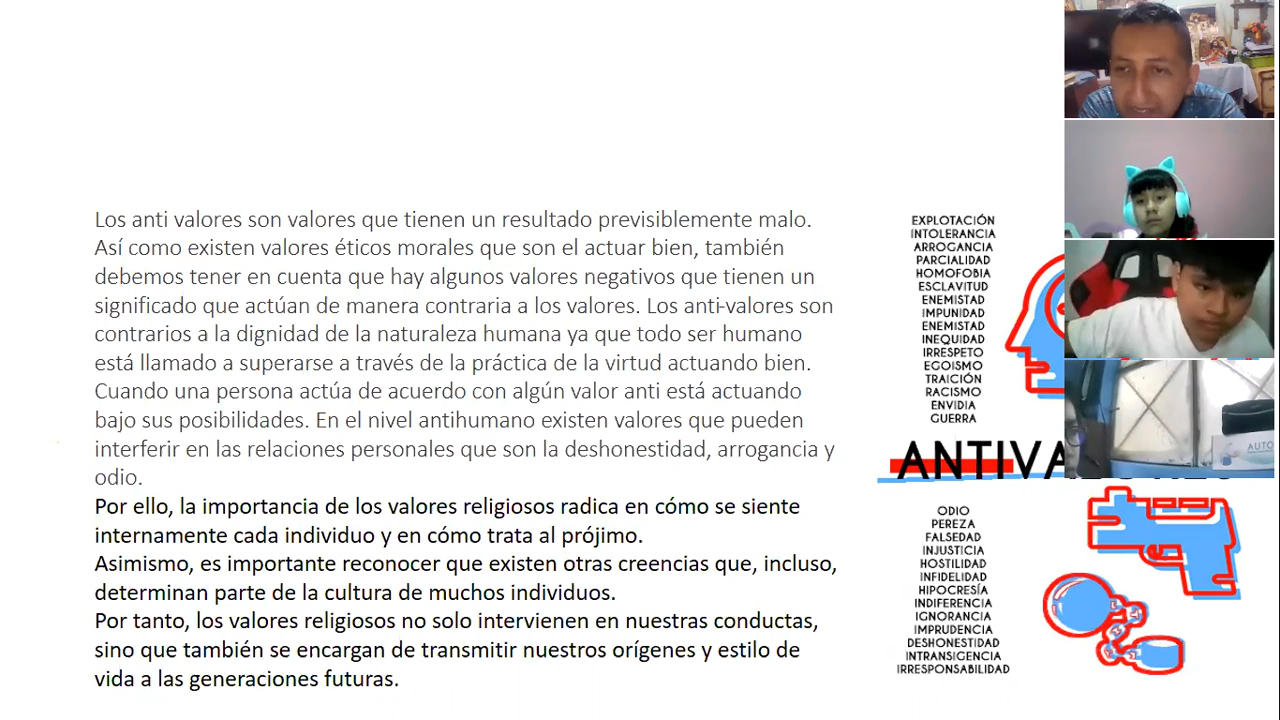 Los anti valores son valores que tienen un resultado previsiblemente malo.
Así como existen valores éticos morales que son el actuar bien, también
debemos tener en cuenta que hay algunos valores negativos que tienen un
significado que actúan de manera contraria a los valores. Los anti-valores son
contrarios a la dignidad de la naturaleza humana ya que todo ser humano
está llamado a superarse a través de la práctica de la virtud actuando bien.
Cuando una persona actúa de acuerdo con algún valor anti está actuando
bajo sus posibilidades. En el nivel antihumano existen valores que pueden
interferir en las relaciones personales que son la deshonestidad, arrogancia y
odio.
Por ello, la importancia de los valores religiosos radica en cómo se siente
internamente cada individuo y en cómo trata al prójimo.
Asimismo, es importante reconocer que existen otras creencias que, incluso,
determinan parte de la cultura de muchos individuos.
Por tanto, los valores religiosos no solo intervienen en nuestras conductas,
sino que también se encargan de transmitir nuestros orígenes y estilo de
vida a las generaciones futuras.
EXPLOTACIÓN
INTOLERANCIA
ARROGANCIA
PARCIALIDAD
HOMOFOBIA
ESCLAVITUD
ENEMISTAD
IMPUNIDAD
ENEMISTAD
INEQUIDAD
IRRESPETO
EGOISMO
TRAICIÓN
RACISMO
ENVIDIA
GUERRA
ODIO
PEREZA
FALSEDAD
INJUSTICIA
HOSTILIDAD
INFIDELIDAD
HIPOCRESÍA
INDIFERENCIA
IGNORANCIA
IMPRUDENCIA
DESHONESTIDAD
INTRANSIGENCIA
IRRESPONSABILIDAD